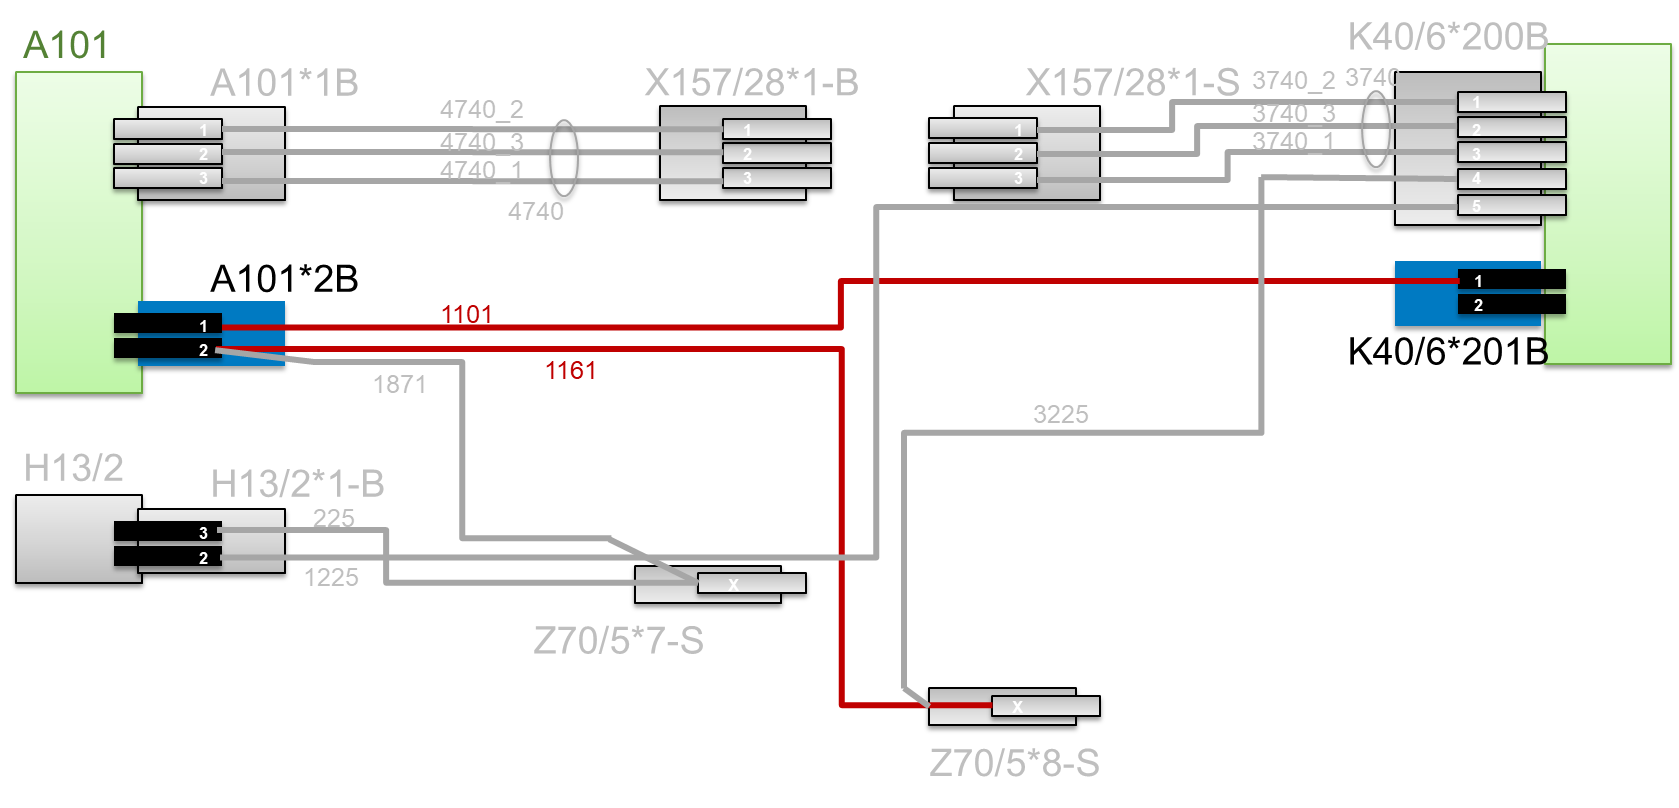 A101
A101*1B
X157/28*1-B
X157/28*1-S
K40/6*200B
4740_2
4740_3
4740_1
4740
3740_2
3740
3740_3
3740_1
1
2
3
1
2
3
1
2
3
1
2
3
4
5
A101*2B
1
2
1101
1161
1871
1
2
K40/6*201B
3225
H13/2
H13/2*1-B
225
3
2
1225
X
Z70/5*7-S
X
Z70/5*8-S